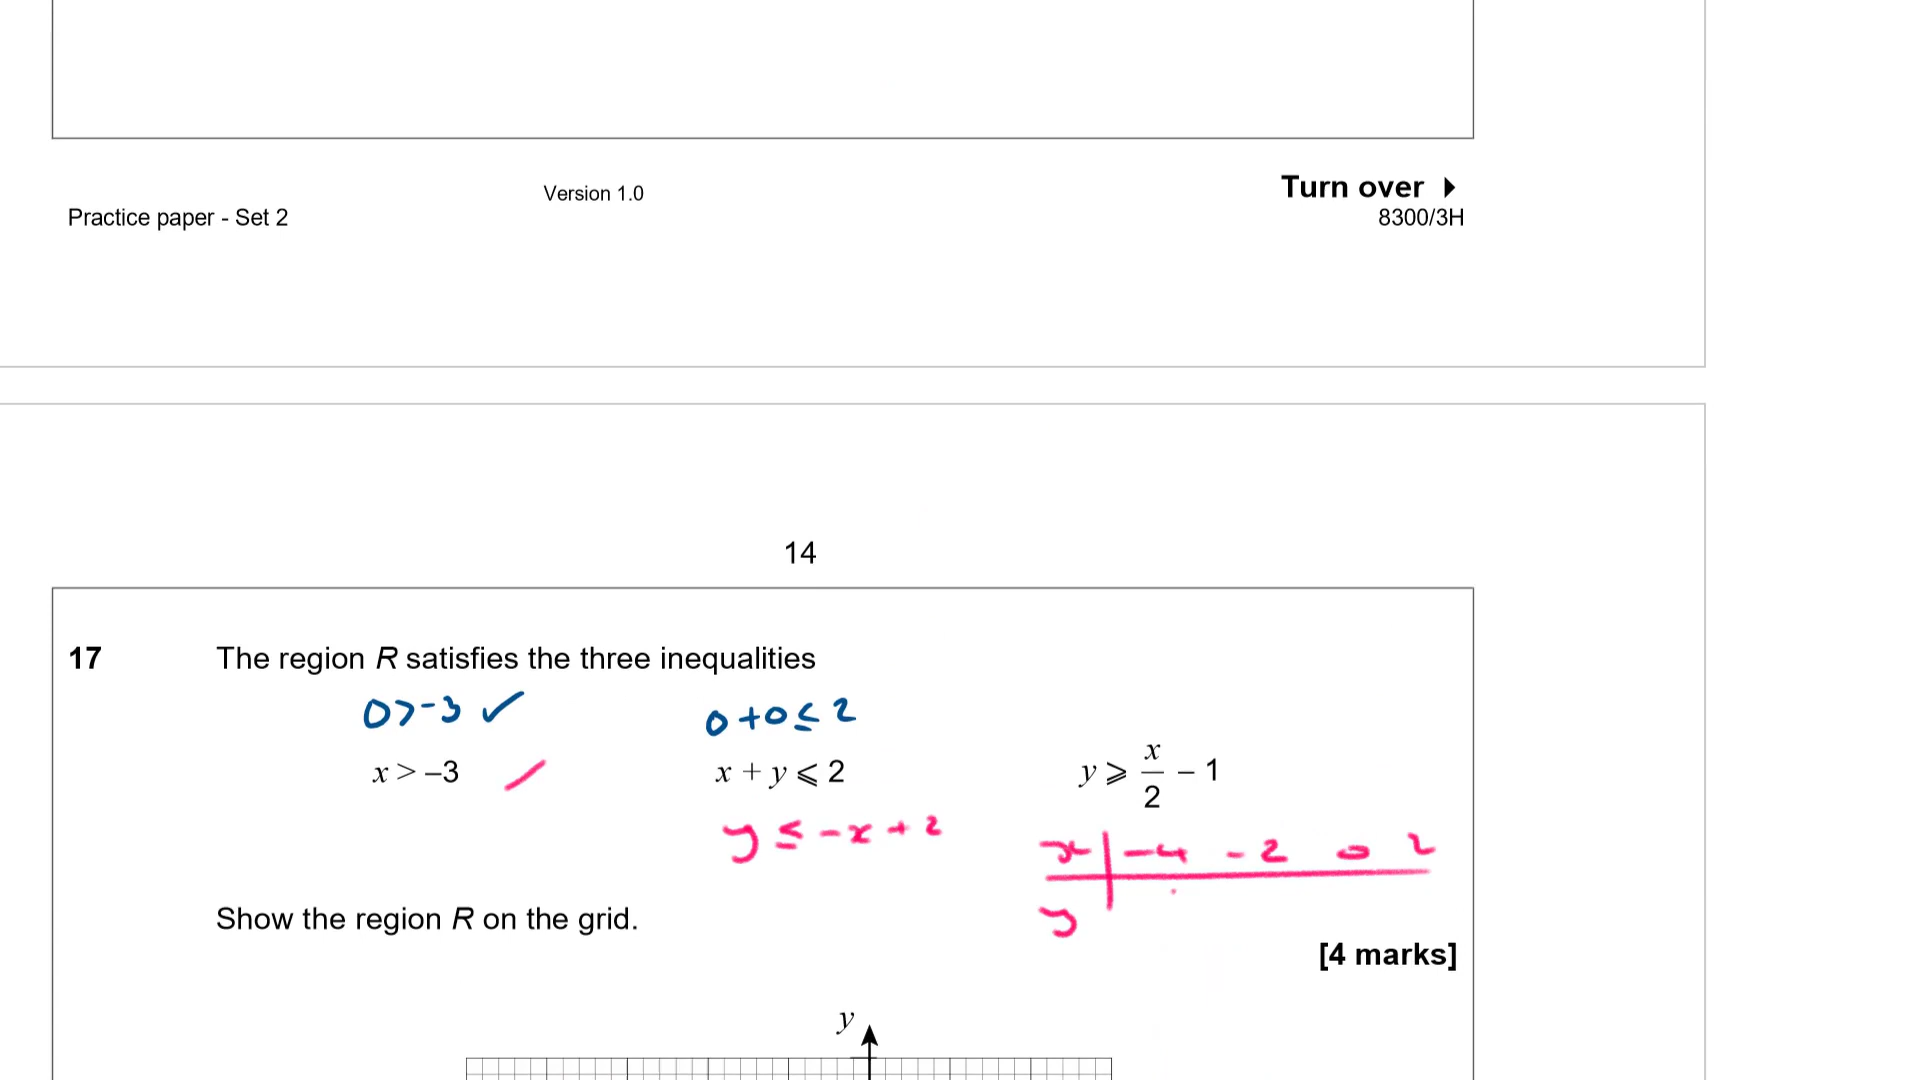 Turn over
Version 1.0
Practice paper - Set 2
8300/3H
14
17 The region R satisfies the three inequalities
0>-3 ✓ 0+0≤2
x > –3 x + y ⩽ 2 y ⩾ x/2 – 1
y ≤ -x+2
x | -4 -2 0 2
y
Show the region R on the grid.
[4 marks]
y